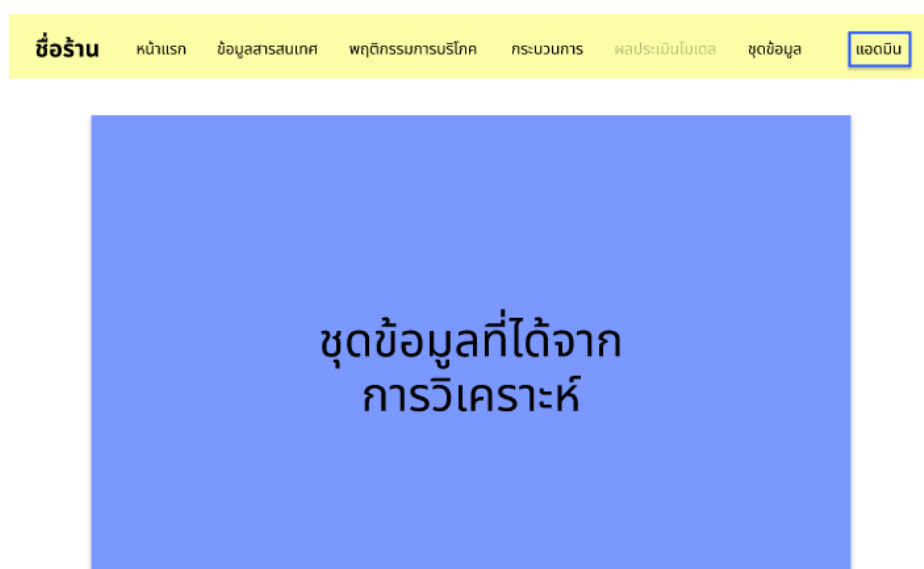 ชื่อร้าน หน้าแรก ข้อมูลสารสนเทศ พฤติกรรมการบริโภค กระบวนการ ผลประเมินโมเดล ชุดข้อมูล แอดมิน
ชุดข้อมูลที่ได้จาก
การวิเคราะห์